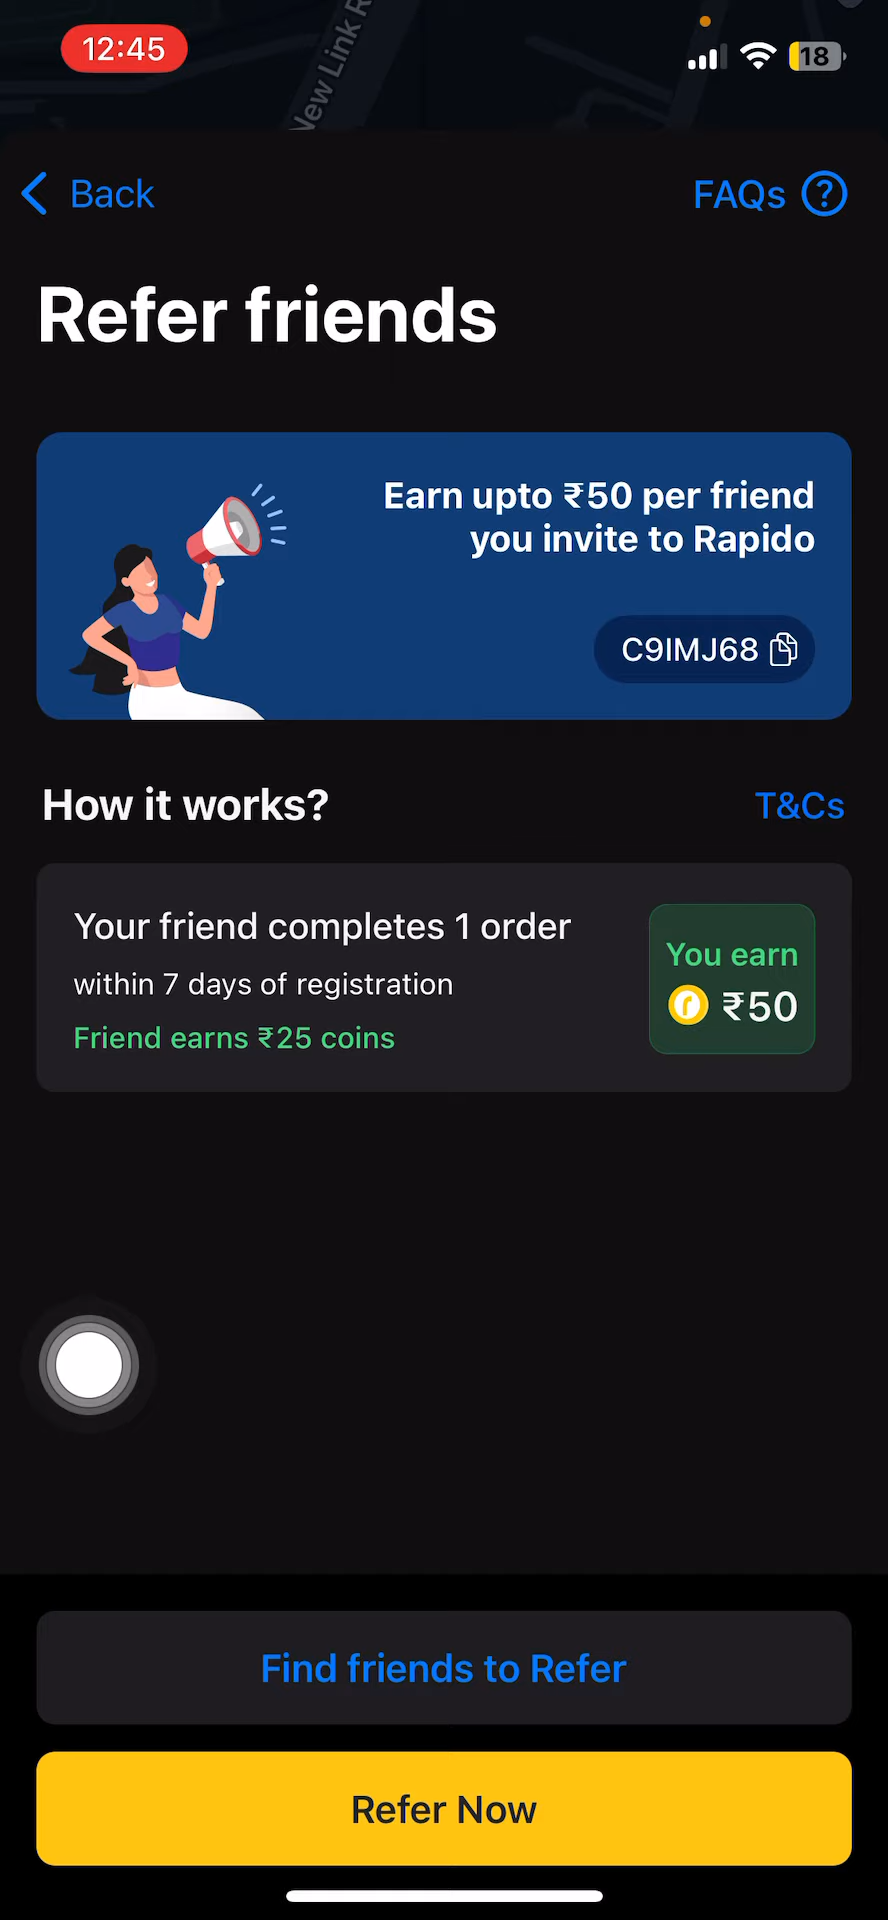 12:45
18
New Link R
Back
FAQs
Refer friends
Earn upto ₹50 per friend
you invite to Rapido
C9IMJ68
How it works?
T&Cs
Your friend completes 1 order
within 7 days of registration
Friend earns ₹25 coins
You earn
₹50
Find friends to Refer
Refer Now